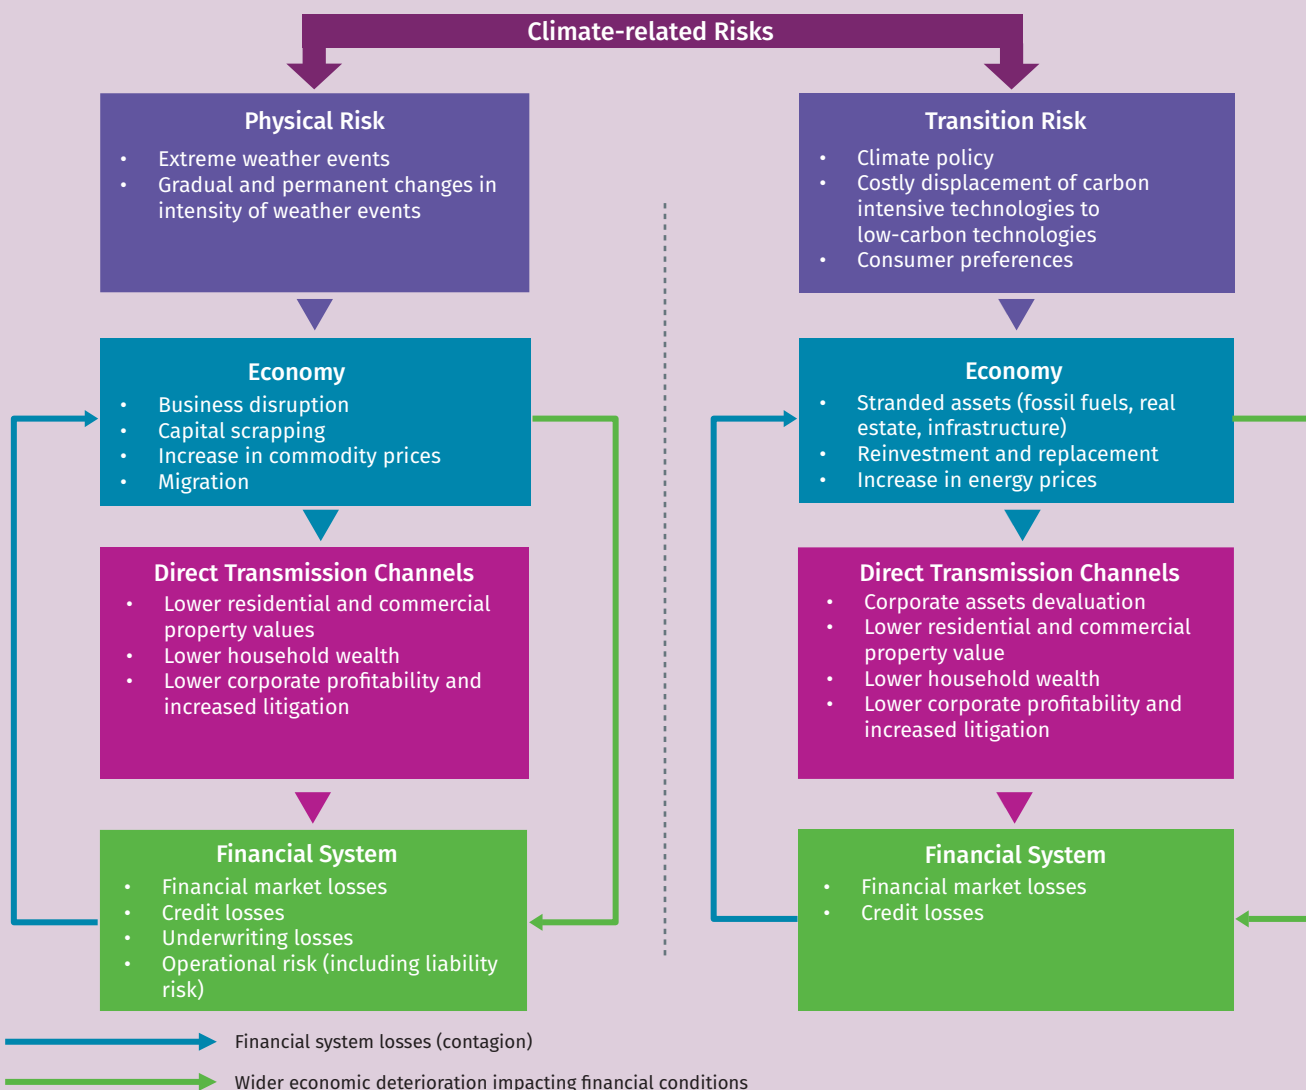 Climate-related Risks
Physical Risk
• Extreme weather events
• Gradual and permanent changes in
intensity of weather events
Economy
• Business disruption
• Capital scrapping
• Increase in commodity prices
• Migration
Direct Transmission Channels
• Lower residential and commercial
property values
• Lower household wealth
• Lower corporate profitability and
increased litigation
Financial System
• Financial market losses
• Credit losses
• Underwriting losses
• Operational risk (including liability
risk)
Transition Risk
• Climate policy
• Costly displacement of carbon
intensive technologies to
low-carbon technologies
• Consumer preferences
Economy
• Stranded assets (fossil fuels, real
estate, infrastructure)
• Reinvestment and replacement
• Increase in energy prices
Direct Transmission Channels
• Corporate assets devaluation
• Lower residential and commercial
property value
• Lower household wealth
• Lower corporate profitability and
increased litigation
Financial System
• Financial market losses
• Credit losses
Financial system losses (contagion)
Wider economic deterioration impacting financial conditions